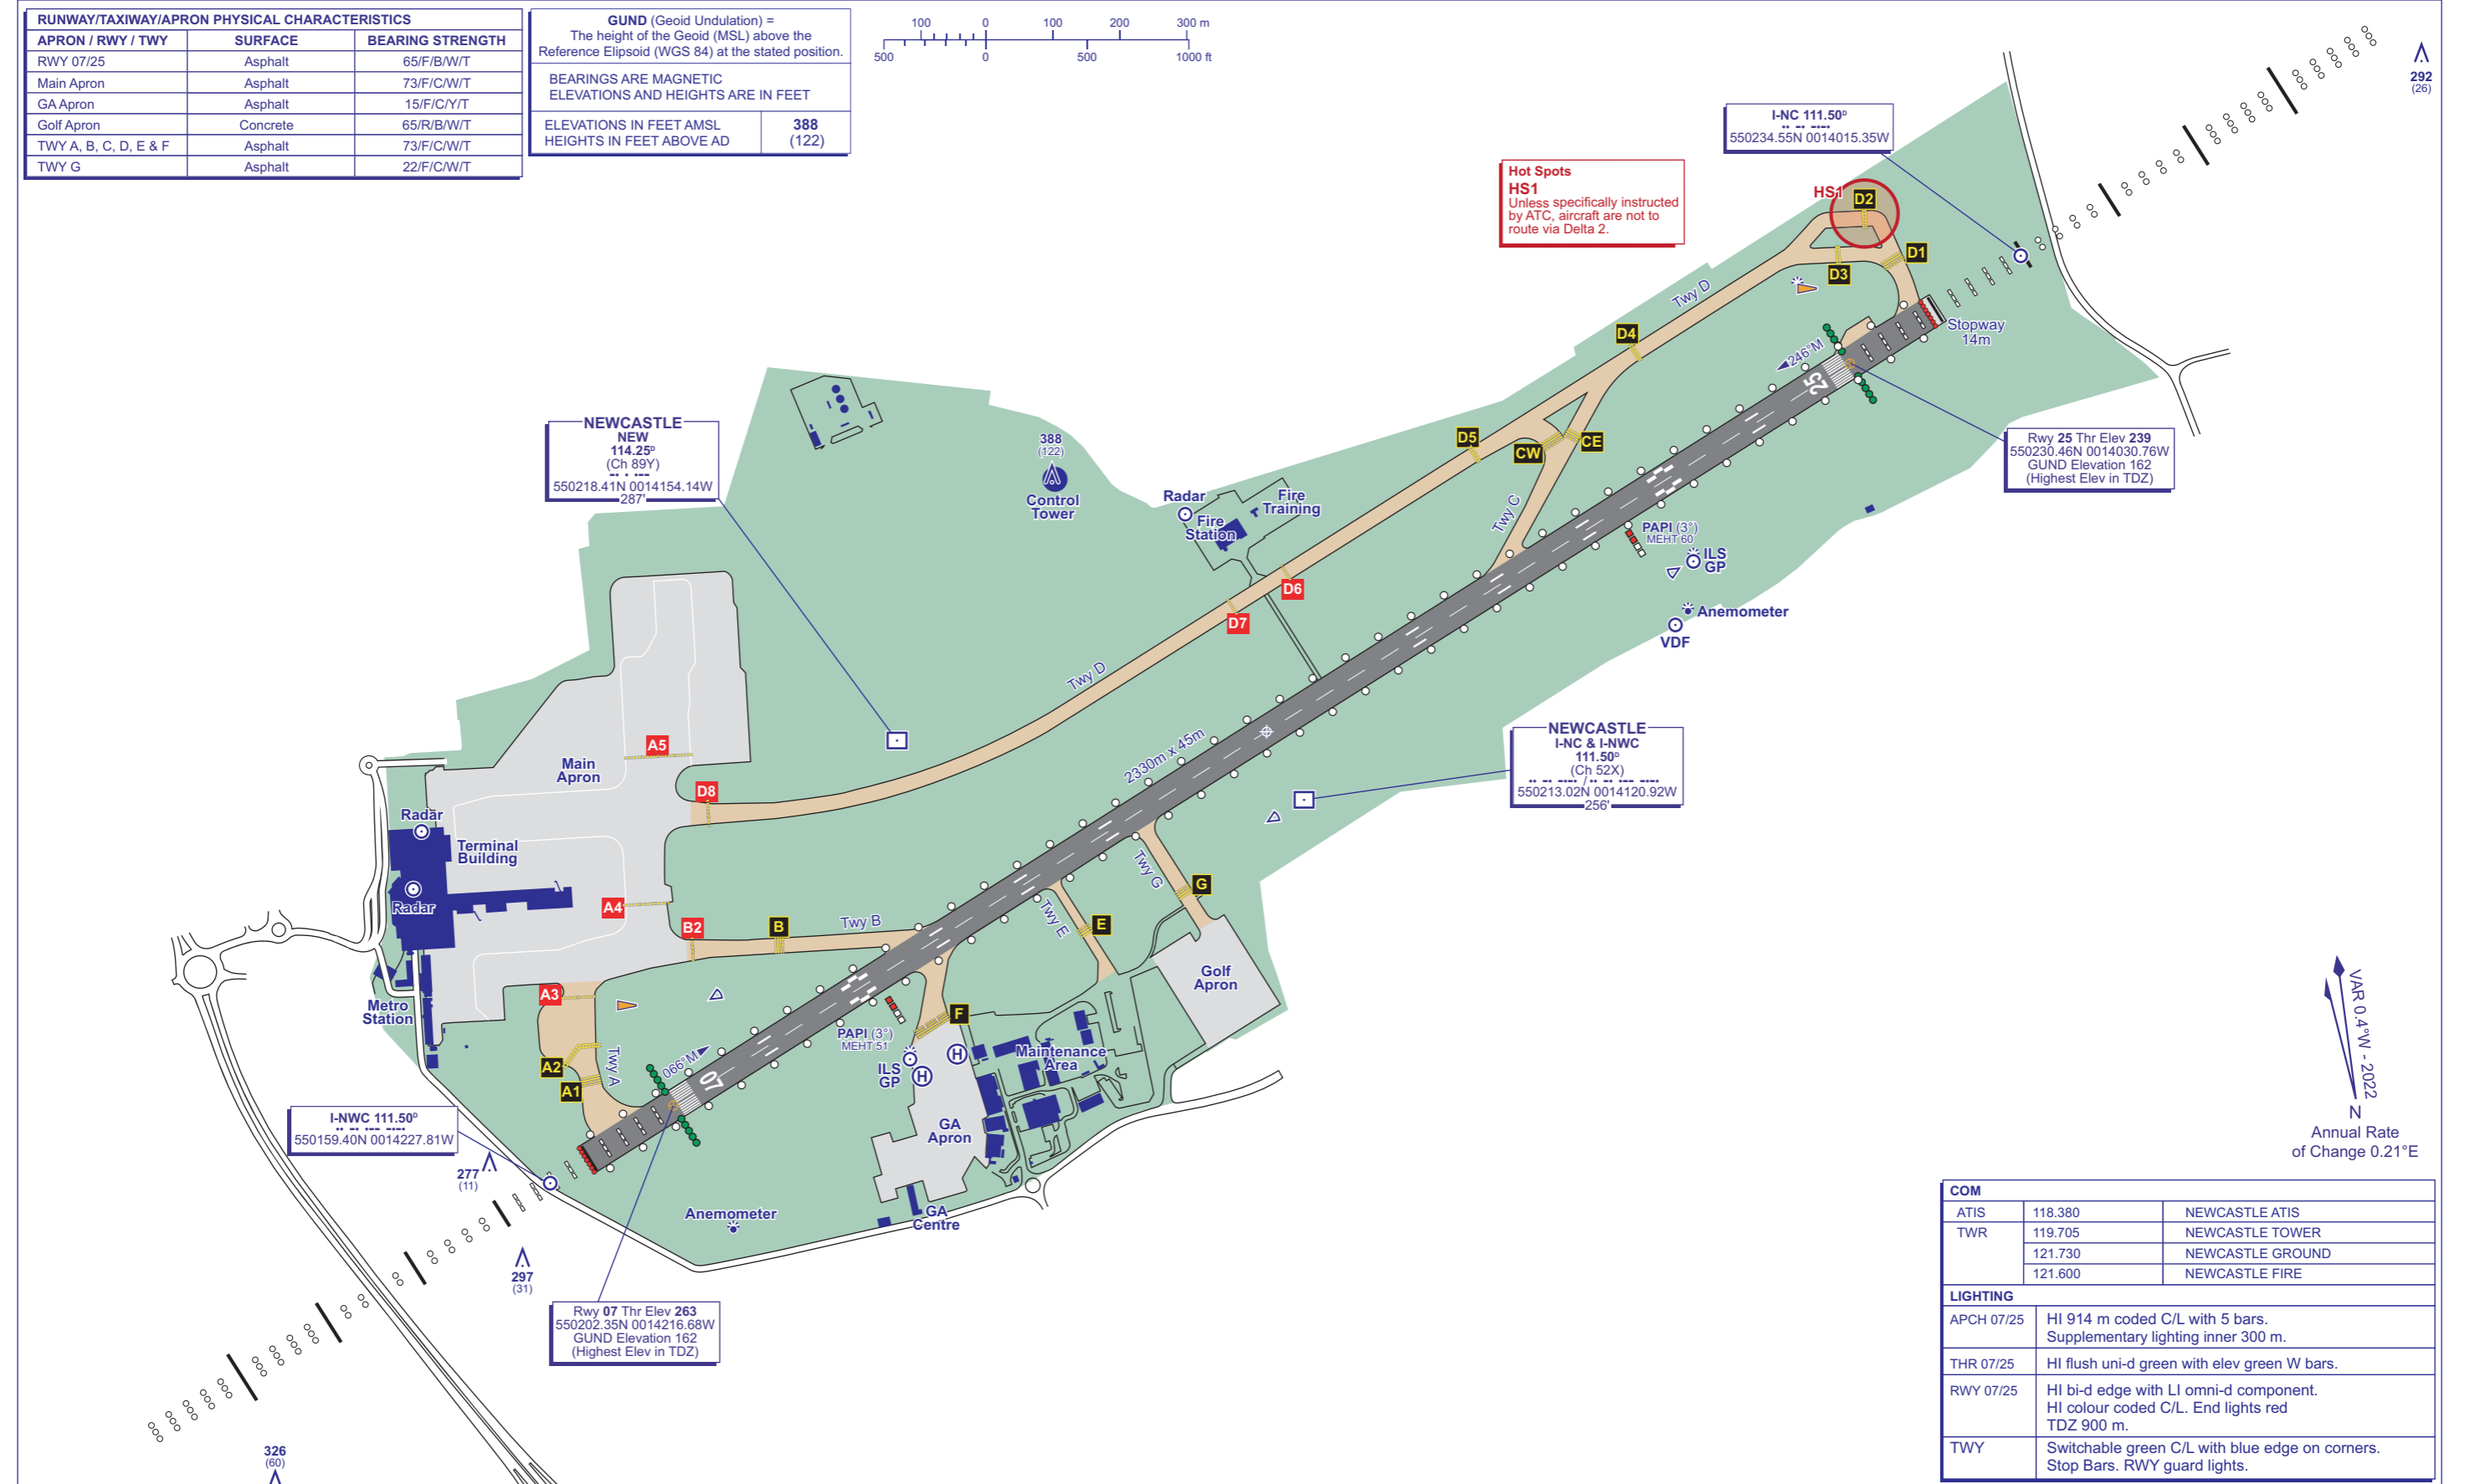 RUNWAY/TAXIWAY/APRON PHYSICAL CHARACTERISTICS
APRON / RWY / TWY SURFACE BEARING STRENGTH
RWY 07/25 Asphalt 65/F/B/W/T
Main Apron Asphalt 73/F/C/W/T
GA Apron Asphalt 15/F/C/Y/T
Golf Apron Concrete 65/R/B/W/T
TWY A, B, C, D, E & F Asphalt 73/F/C/W/T
TWY G Asphalt 22/F/C/W/T
GUND (Geoid Undulation) =
The height of the Geoid (MSL) above the
Reference Elipsoid (WGS 84) at the stated position.
BEARINGS ARE MAGNETIC
ELEVATIONS AND HEIGHTS ARE IN FEET
ELEVATIONS IN FEET AMSL 388
HEIGHTS IN FEET ABOVE AD (122)
100 0 100 200 300 m
500 0 500 1000 ft
292
(26)
I-NC 111.50ᴰ
550234.55N 0014015.35W
Hot Spots
HS1
Unless specifically instructed
by ATC, aircraft are not to
route via Delta 2.
HS1
D2
D1
D3
Twy D
D4
Stopway
14m
246°M
25
Rwy 25 Thr Elev 239
550230.46N 0014030.76W
GUND Elevation 162
(Highest Elev in TDZ)
NEWCASTLE
NEW
114.25ᴰ
(Ch 89Y)
550218.41N 0014154.14W
287'
388
(122)
Control
Tower
Radar
Fire
Station
Fire
Training
D5
CW
CE
Twy C
PAPI (3°)
MEHT 60
ILS
GP
Anemometer
VDF
D6
D7
Twy D
2330m x 45m
NEWCASTLE
I-NC & I-NWC
111.50ᴰ
(Ch 52X)
550213.02N 0014120.92W
256'
A5
Main
Apron
D8
Radar
Terminal
Building
Radar
A4
B2
B
Twy B
Twy G
G
Twy E
E
Golf
Apron
Metro
Station
A3
A2
A1
Twy A
066°M
07
PAPI (3°)
MEHT 51
ILS
GP
F
H
H
Maintenance
Area
GA
Apron
GA
Centre
Anemometer
I-NWC 111.50ᴰ
550159.40N 0014227.81W
277
(11)
297
(31)
326
(60)
Rwy 07 Thr Elev 263
550202.35N 0014216.68W
GUND Elevation 162
(Highest Elev in TDZ)
VAR 0.4°W - 2022
N
Annual Rate
of Change 0.21°E
COM
ATIS 118.380 NEWCASTLE ATIS
TWR 119.705 NEWCASTLE TOWER
121.730 NEWCASTLE GROUND
121.600 NEWCASTLE FIRE
LIGHTING
APCH 07/25 HI 914 m coded C/L with 5 bars.
Supplementary lighting inner 300 m.
THR 07/25 HI flush uni-d green with elev green W bars.
RWY 07/25 HI bi-d edge with LI omni-d component.
HI colour coded C/L. End lights red
TDZ 900 m.
TWY Switchable green C/L with blue edge on corners.
Stop Bars. RWY guard lights.